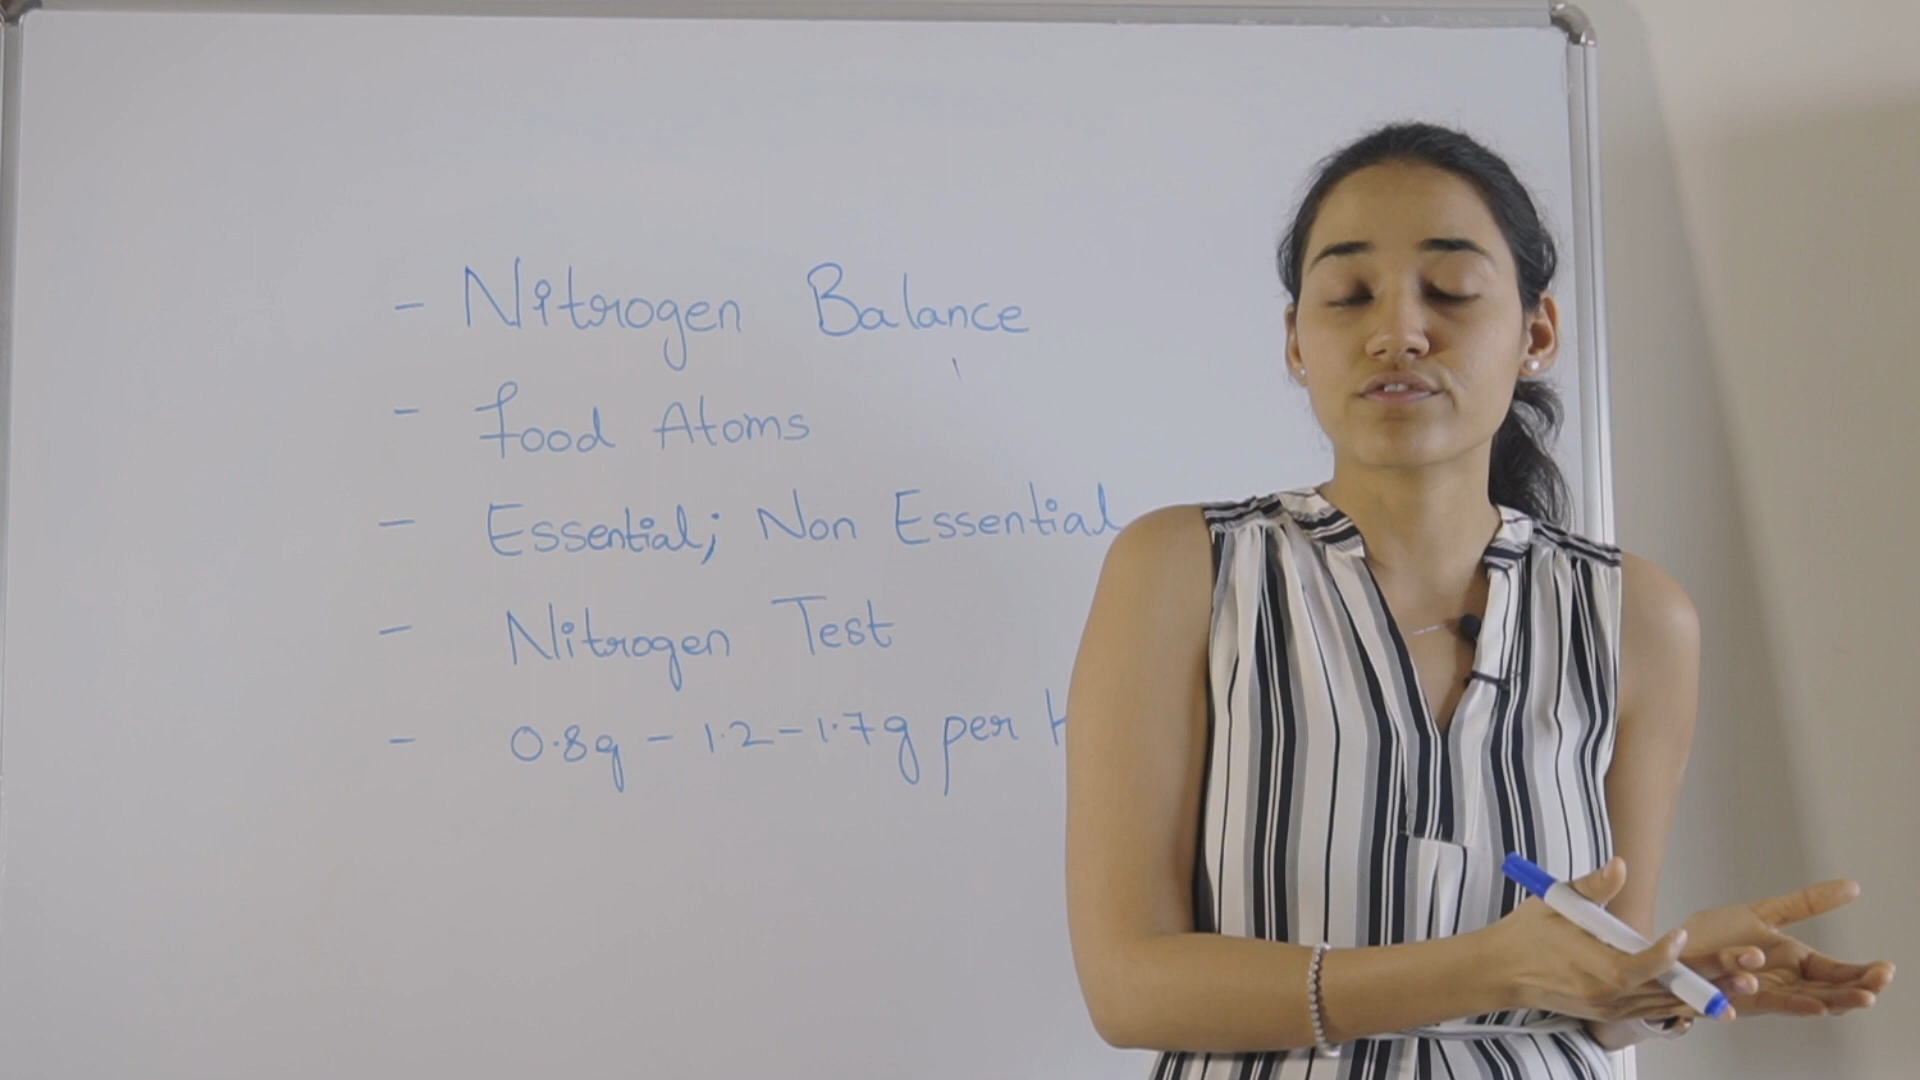 - Nitrogen Balance
- food Atoms
- Essential; Non Essential
- Nitrogen Test
- 0.8g - 1.2-1.7g per